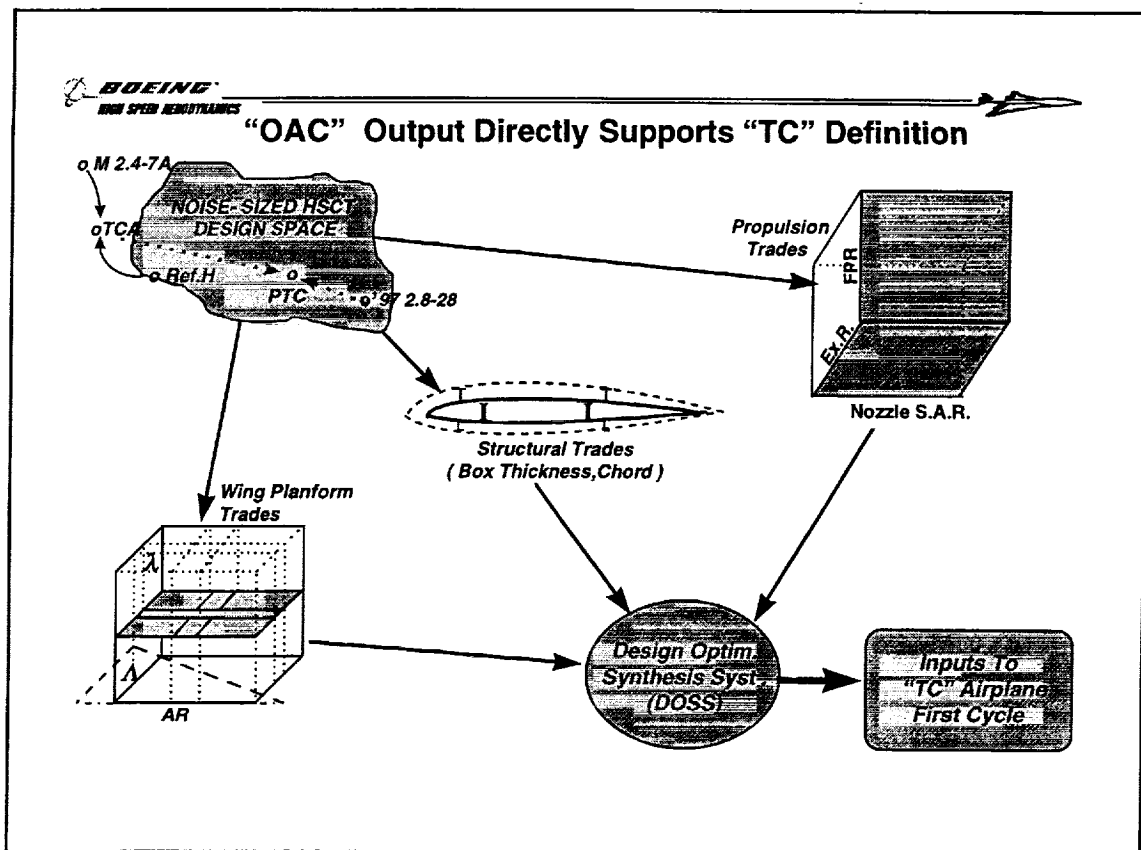 BOEING
HIGH SPEED AERODYNAMICS
"OAC" Output Directly Supports "TC" Definition
o M 2.4-7A
NOISE-SIZED HSCT
DESIGN SPACE
oTCA
o Ref.H
o
PTC
o '97 2.8-28
Propulsion
Trades
FPR
Ex.R.
Nozzle S.A.R.
Structural Trades
( Box Thickness,Chord )
Wing Planform
Trades
λ
Λ
AR
Design Optim.
Synthesis Syst
(DOSS)
Inputs To
"TC" Airplane
First Cycle